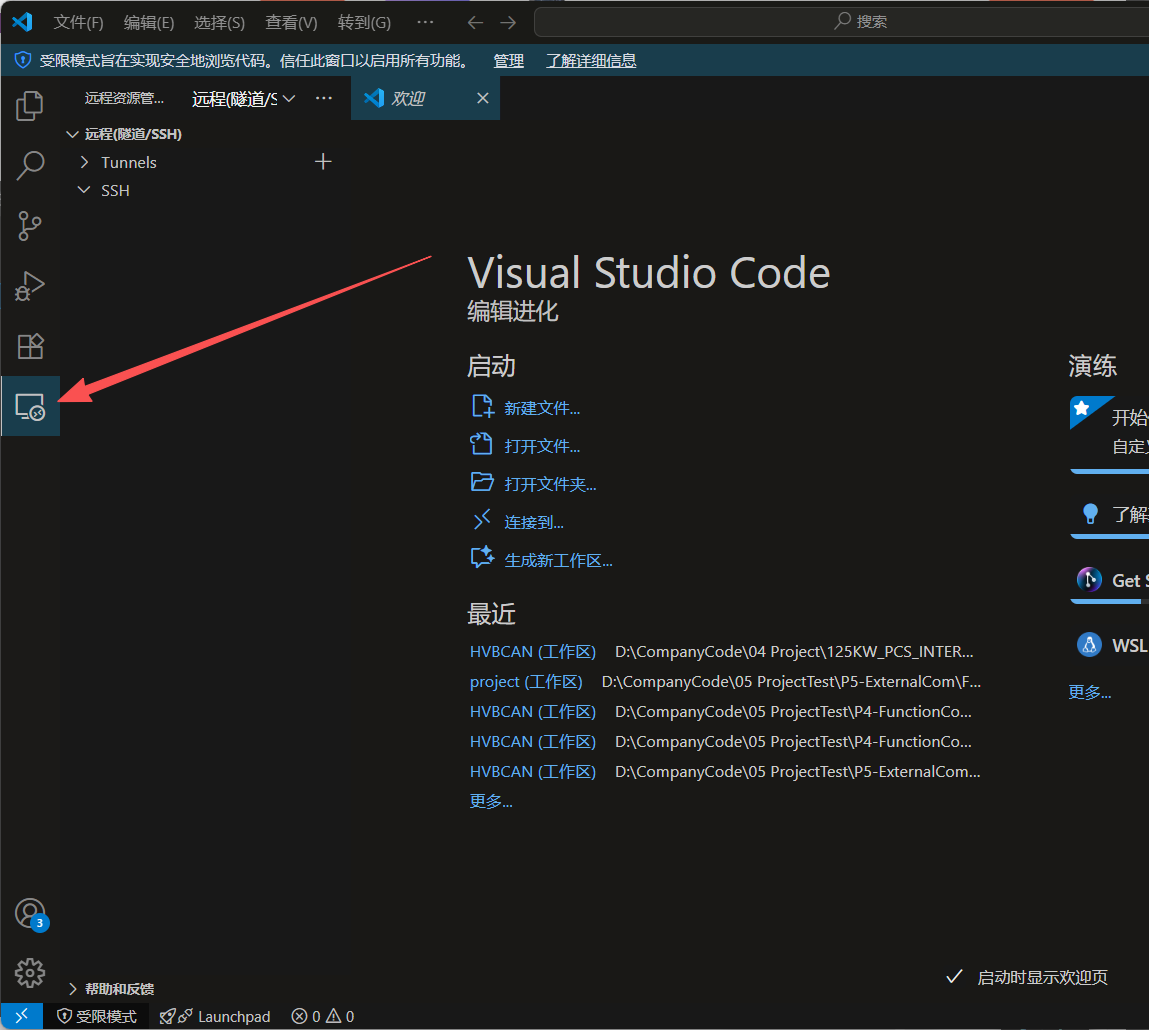 文件(F) 编辑(E) 选择(S) 查看(V) 转到(G) ··· 搜索
受限模式旨在实现安全地浏览代码。信任此窗口以启用所有功能。 管理 了解详细信息
远程资源管... 远程(隧道/S ··· 欢迎
远程(隧道/SSH)
Tunnels
SSH
Visual Studio Code
编辑进化
启动
新建文件...
打开文件...
打开文件夹...
连接到...
生成新工作区...
最近
HVBCAN (工作区) D:\CompanyCode\04 Project\125KW_PCS_INTER...
project (工作区) D:\CompanyCode\05 ProjectTest\P5-ExternalCom\F...
HVBCAN (工作区) D:\CompanyCode\05 ProjectTest\P4-FunctionCo...
HVBCAN (工作区) D:\CompanyCode\05 ProjectTest\P4-FunctionCo...
HVBCAN (工作区) D:\CompanyCode\05 ProjectTest\P5-ExternalCom...
更多...
演练
开始
自定
了解
Get S
WSL
更多...
3
启动时显示欢迎页
帮助和反馈
受限模式 Launchpad 0 0